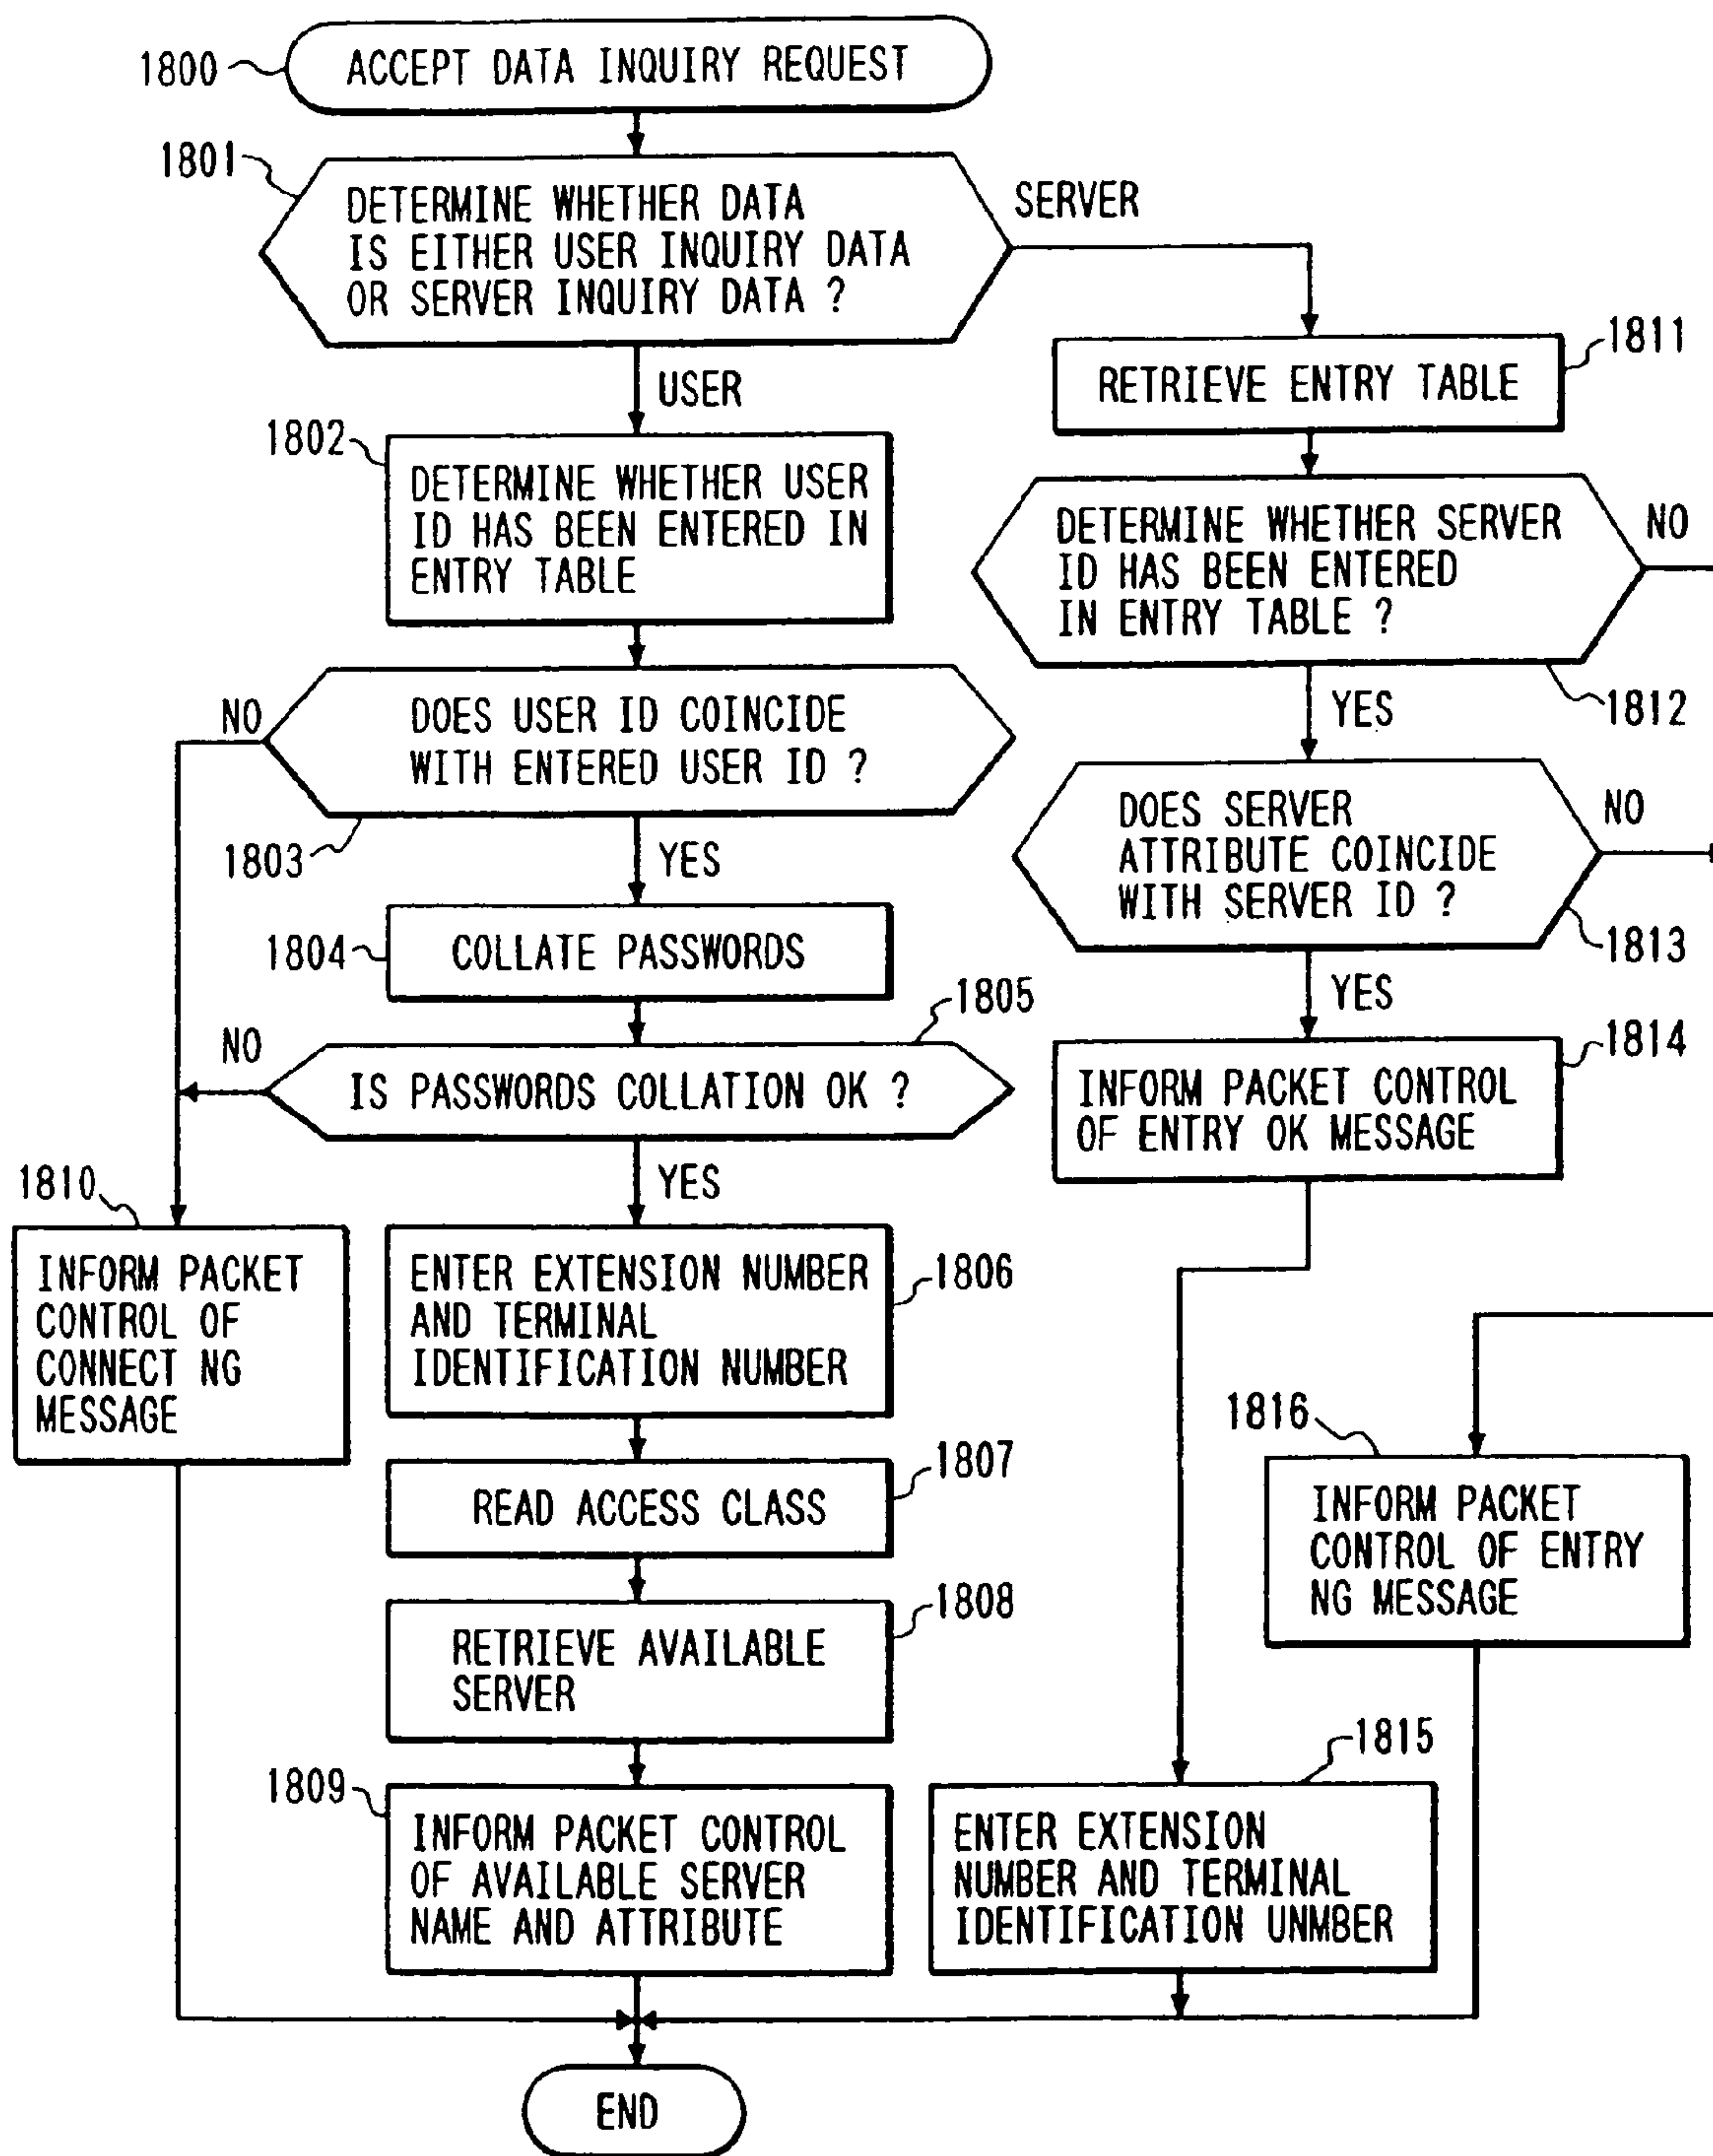 1800
ACCEPT DATA INQUIRY REQUEST
1801
DETERMINE WHETHER DATA
IS EITHER USER INQUIRY DATA
OR SERVER INQUIRY DATA ?
SERVER
USER
1802
DETERMINE WHETHER USER
ID HAS BEEN ENTERED IN
ENTRY TABLE
NO
DOES USER ID COINCIDE
WITH ENTERED USER ID ?
1803
YES
1804
COLLATE PASSWORDS
1805
NO
IS PASSWORDS COLLATION OK ?
YES
1810
INFORM PACKET
CONTROL OF
CONNECT NG
MESSAGE
ENTER EXTENSION NUMBER
AND TERMINAL
IDENTIFICATION NUMBER
1806
1807
READ ACCESS CLASS
1808
RETRIEVE AVAILABLE
SERVER
1809
INFORM PACKET CONTROL
OF AVAILABLE SERVER
NAME AND ATTRIBUTE
1811
RETRIEVE ENTRY TABLE
DETERMINE WHETHER SERVER
ID HAS BEEN ENTERED
IN ENTRY TABLE ?
NO
1812
YES
DOES SERVER
ATTRIBUTE COINCIDE
WITH SERVER ID ?
NO
1813
YES
1814
INFORM PACKET CONTROL
OF ENTRY OK MESSAGE
1816
INFORM PACKET
CONTROL OF ENTRY
NG MESSAGE
1815
ENTER EXTENSION
NUMBER AND TERMINAL
IDENTIFICATION UNMBER
END